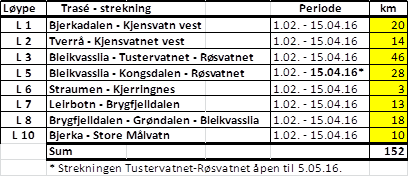 Løype Trasé - strekning Periode km
L 1 Bjerkadalen - Kjensvatn vest 1.02. - 15.04.16 20
L 2 Tverrå - Kjensvatnet vest 1.02. - 15.04.16 14
L 3 Bleikvasslia - Tustervatnet - Røsvatnet 1.02. - 15.04.16 46
L 5 Bleikvasslia - Kongsdalen - Røsvatnet 1.02. - 15.04.16* 28
L 6 Straumen - Kjerringnes 1.02. - 15.04.16 3
L 7 Leirbotn - Brygfjelldalen 1.02. - 15.04.16 13
L 8 Brygfjelldalen - Grøndalen - Bleikvasslia 1.02. - 15.04.16 18
L 10 Bjerka - Store Målvatn 1.02. - 15.04.16 10
Sum 152
* Strekningen Tustervatnet-Røsvatnet åpen til 5.05.16.